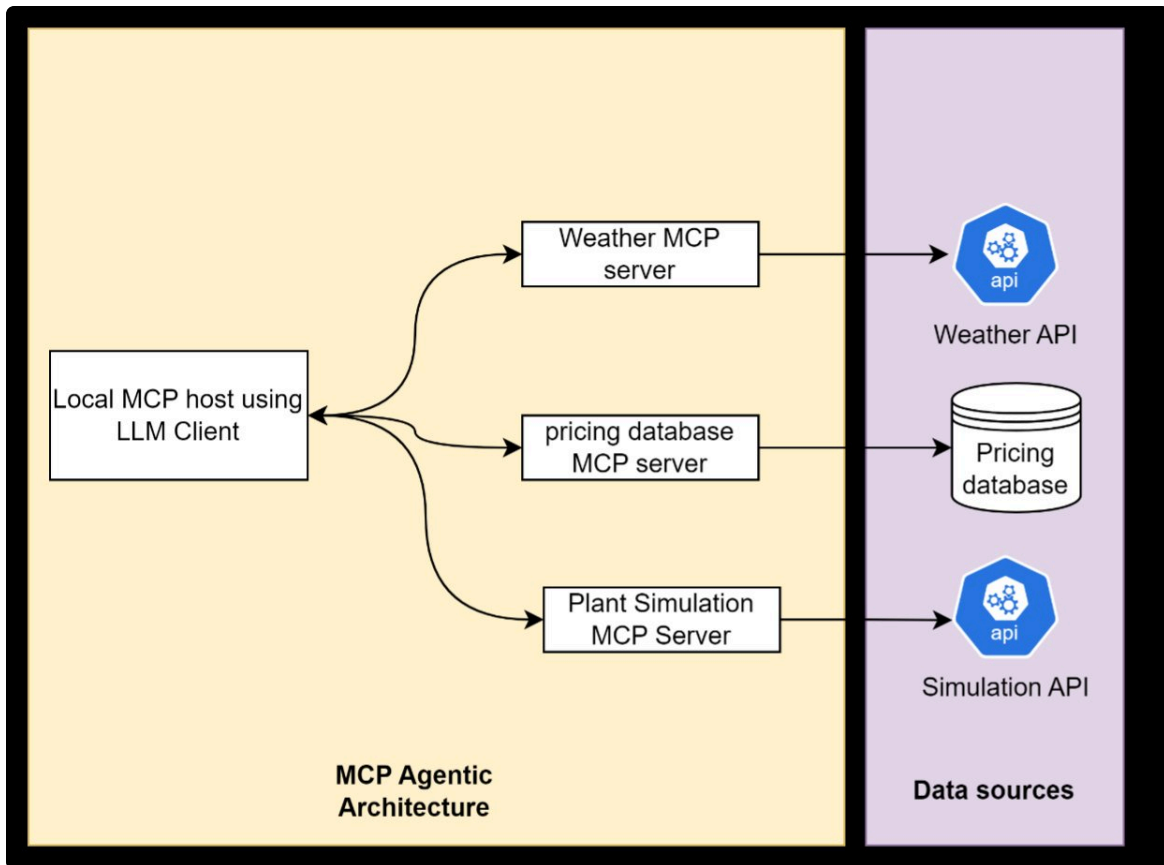 Weather MCP
server
api
Weather API
Local MCP host using
LLM Client
pricing database
MCP server
Pricing
database
Plant Simulation
MCP Server
api
Simulation API
MCP Agentic
Architecture
Data sources